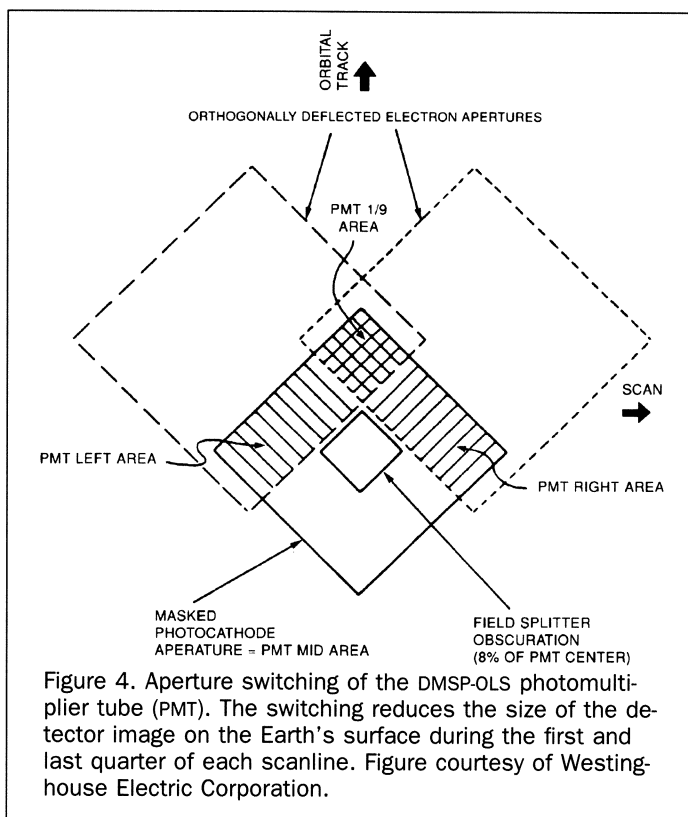 ORBITAL
TRACK
ORTHOGONALLY DEFLECTED ELECTRON APERTURES
PMT 1/9
AREA
SCAN
PMT LEFT AREA
PMT RIGHT AREA
MASKED
PHOTOCATHODE
APERATURE = PMT MID AREA
FIELD SPLITTER
OBSCURATION
(8% OF PMT CENTER)
Figure 4. Aperture switching of the DMSP-OLS photomulti-
plier tube (PMT). The switching reduces the size of the de-
tector image on the Earth's surface during the first and
last quarter of each scanline. Figure courtesy of Westing-
house Electric Corporation.